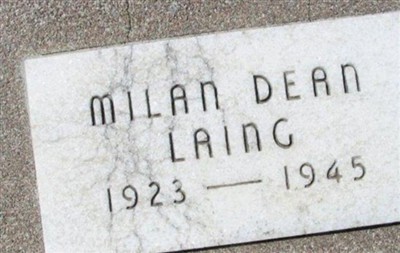 MILAN DEAN
LAING
1923 — 1945